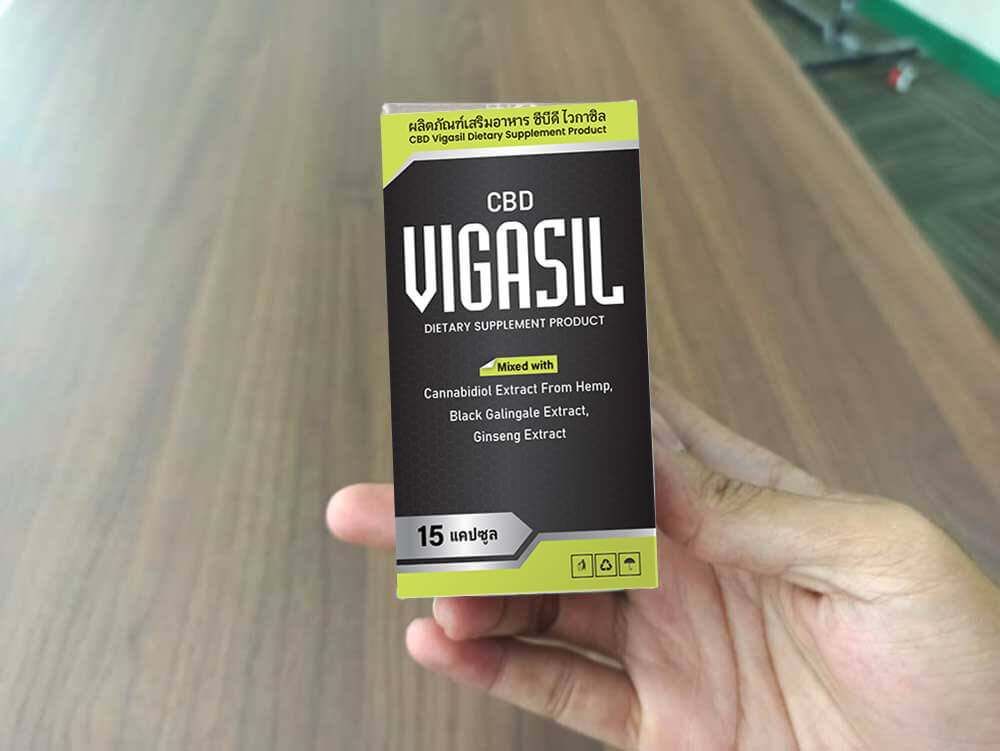 ผลิตภัณฑ์เสริมอาหาร ซีบีดี ไวกาซิล
CBD Vigasil Dietary Supplement Product
CBD
VIGASIL
DIETARY SUPPLEMENT PRODUCT
Mixed with
Cannabidiol Extract From Hemp,
Black Galingale Extract,
Ginseng Extract
15 แคปซูล